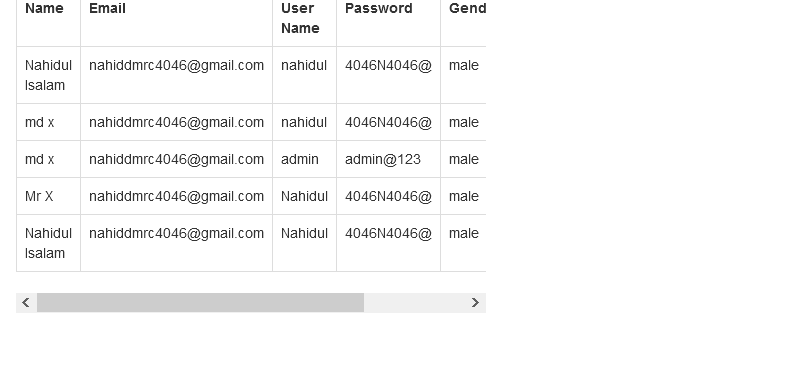 Name Email User Name Password Gend
Nahidul Isalam nahiddmrc4046@gmail.com nahidul 4046N4046@ male
md x nahiddmrc4046@gmail.com nahidul 4046N4046@ male
md x nahiddmrc4046@gmail.com admin admin@123 male
Mr X nahiddmrc4046@gmail.com Nahidul 4046N4046@ male
Nahidul Isalam nahiddmrc4046@gmail.com Nahidul 4046N4046@ male